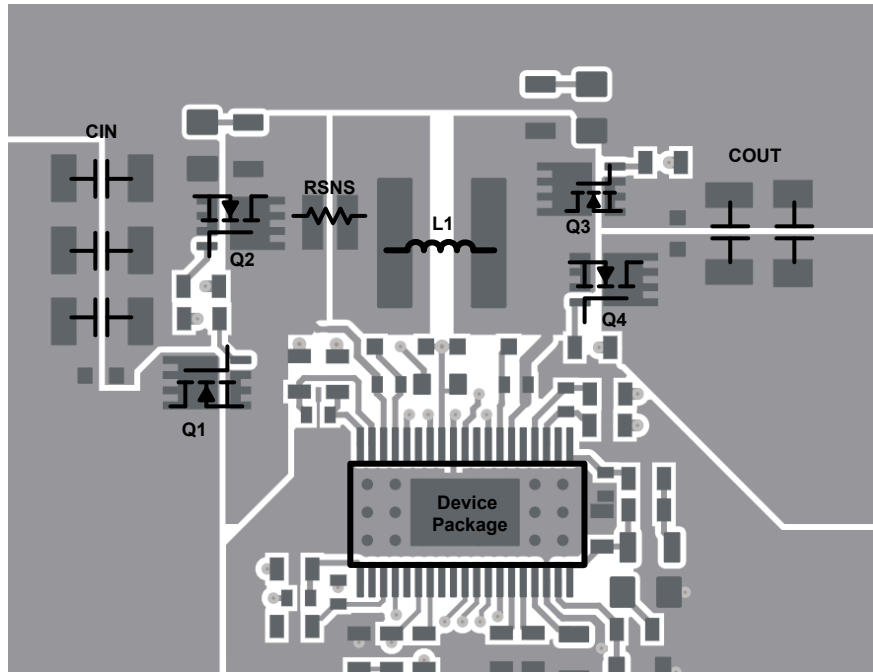 CIN
COUT
RSNS
L1
Q3
Q2
Q4
Q1
Device
Package